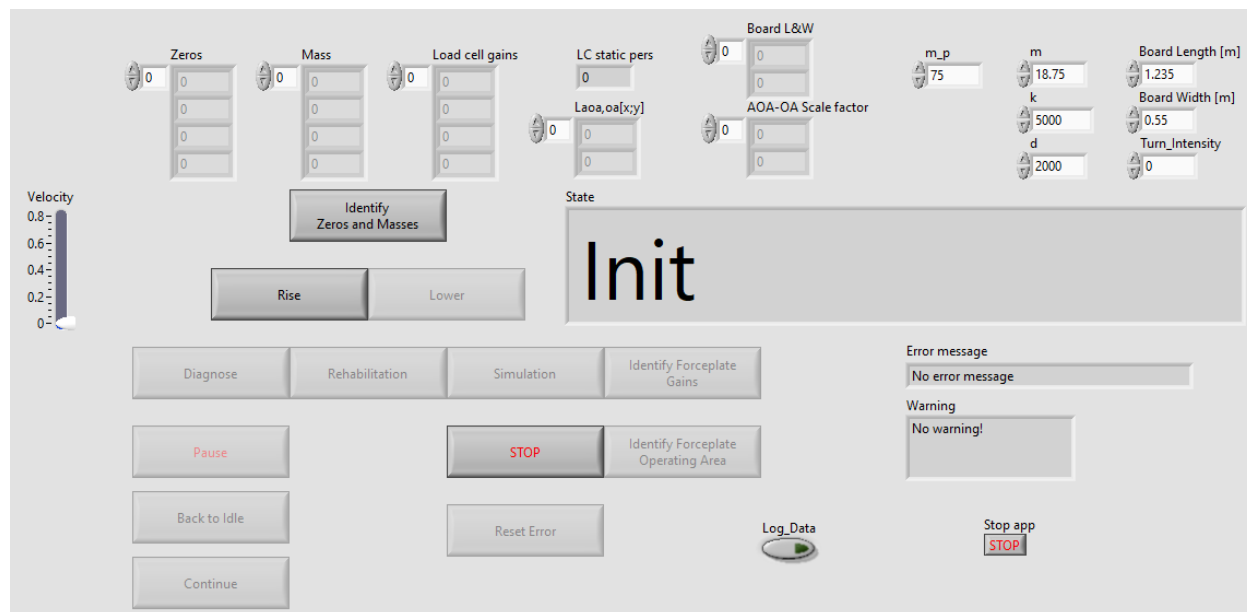 Board L&W
Zeros
Mass
Load cell gains
LC static pers
0
m_p
m
Board Length [m]
0
0
0
0
0
0
0
0
75
18.75
1.235
0
0
0
0
Laoa,oa[x;y]
AOA-OA Scale factor
k
Board Width [m]
0
0
0
0
0
0
0
5000
0.55
0
0
0
0
0
d
Turn_Intensity
2000
0
Velocity
0.8
0.6
0.4
0.2
0
Identify
Zeros and Masses
State
Init
Rise
Lower
Diagnose
Rehabilitation
Simulation
Identify Forceplate
Gains
Error message
No error message
Warning
No warning!
Pause
STOP
Identify Forceplate
Operating Area
Back to Idle
Reset Error
Log_Data
Stop app
STOP
Continue